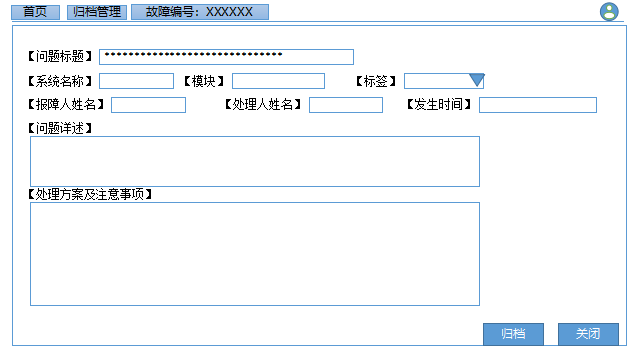 首页 归档管理 故障编号：XXXXXX
【问题标题】 ******************************
【系统名称】 【模块】 【标签】
【报障人姓名】 【处理人姓名】 【发生时间】
【问题详述】
【处理方案及注意事项】
归档 关闭